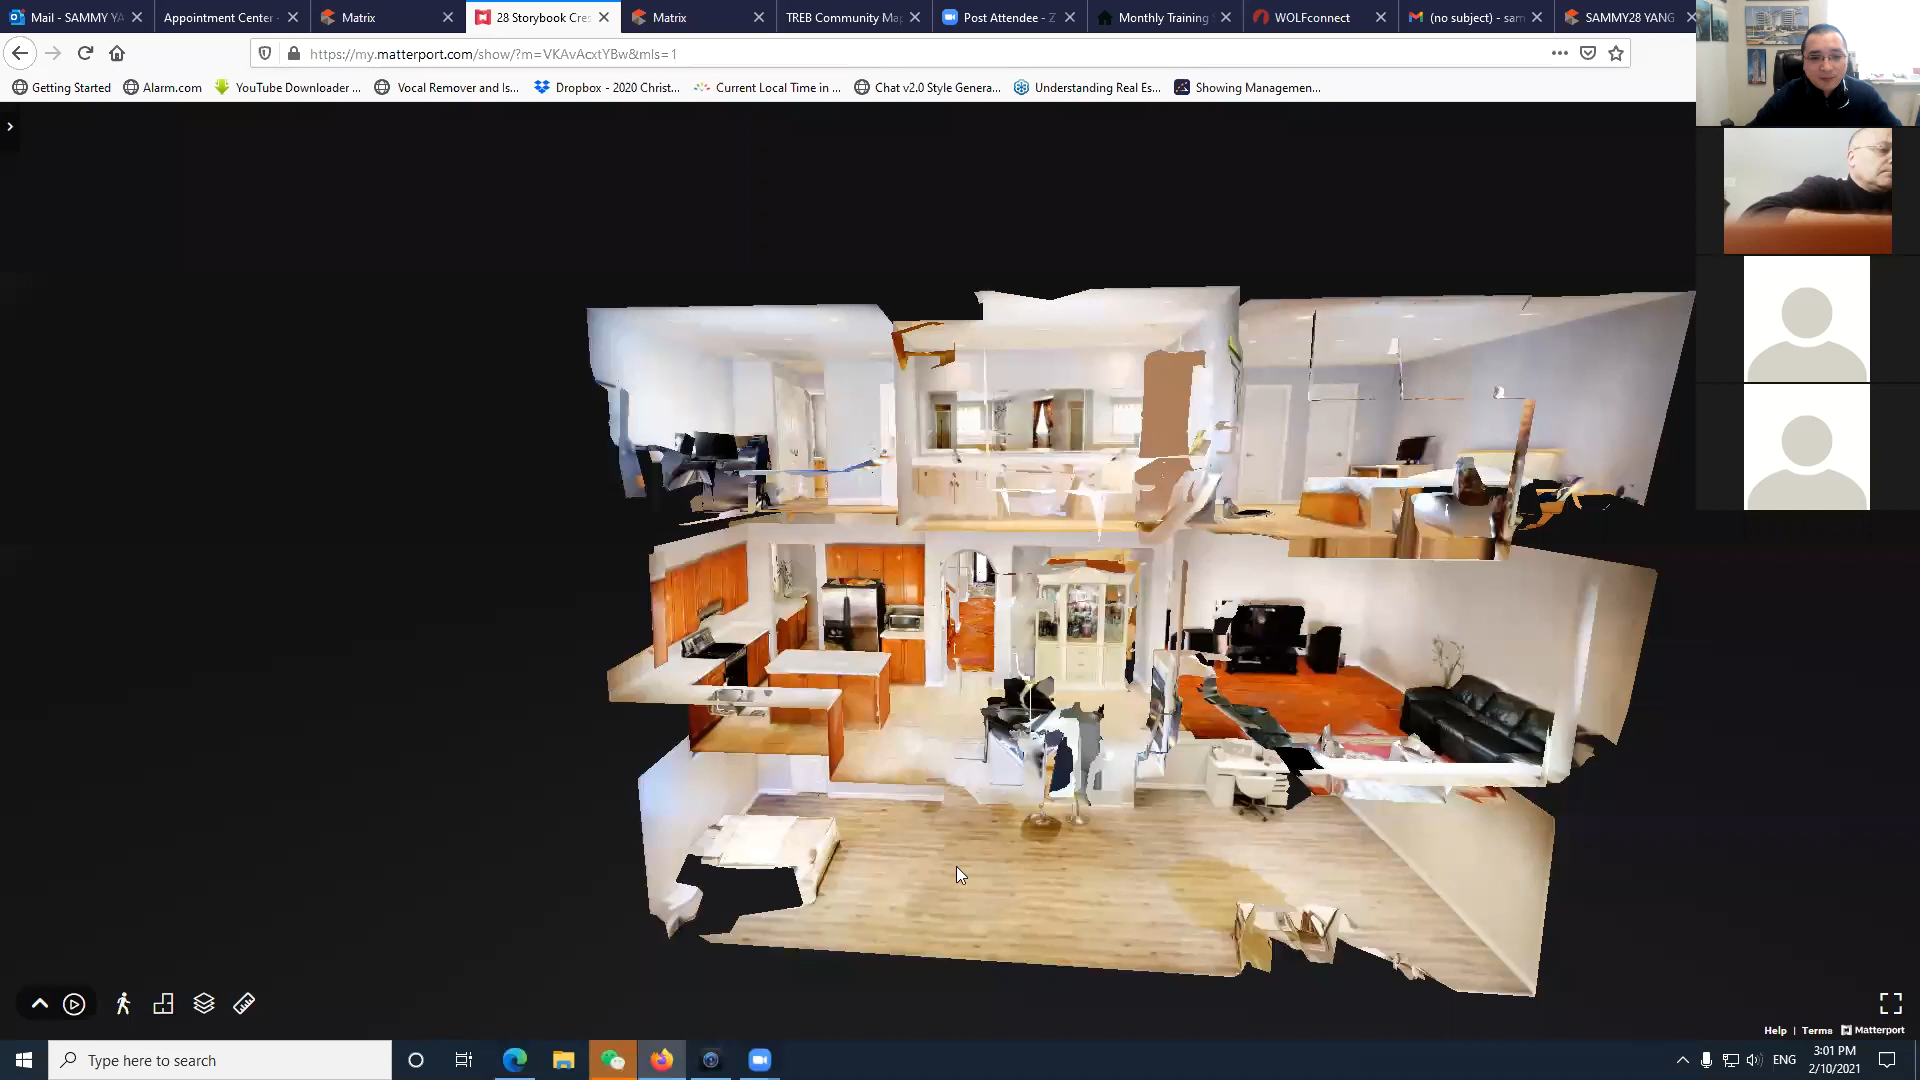 Mail - SAMMY YA
Appointment Center -
Matrix
28 Storybook Cres
Matrix
TREB Community Ma
Post Attendee - Z
Monthly Training
WOLFconnect
(no subject) - sam
SAMMY28 YANG
https://my.matterport.com/show/?m=VKAvAcxtYBw&mls=1
Getting Started
Alarm.com
YouTube Downloader ...
Vocal Remover and Is...
Dropbox - 2020 Christ...
Current Local Time in ...
Chat v2.0 Style Genera...
Understanding Real Es...
Showing Managemen...
Help | Terms Matterport
Type here to search
ENG
3:01 PM
2/10/2021